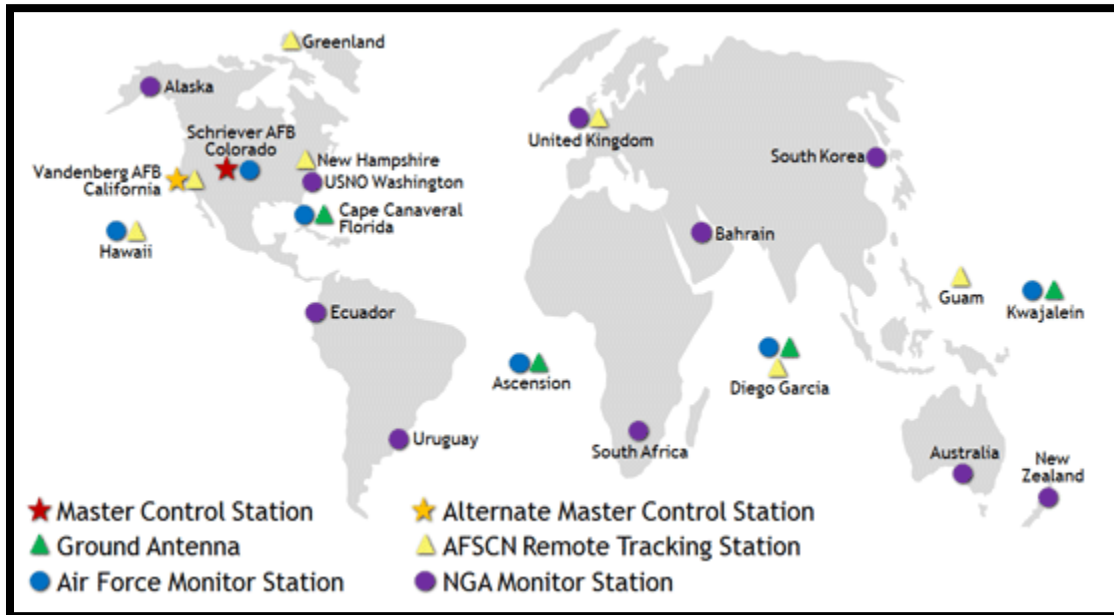 Greenland
Alaska
Schriever AFB
Colorado
Vandenberg AFB
California
New Hampshire
USNO Washington
Cape Canaveral
Florida
Hawaii
United Kingdom
South Korea
Bahrain
Guam
Kwajalein
Ecuador
Ascension
Diego Garcia
Uruguay
South Africa
Australia
New
Zealand
Master Control Station
Alternate Master Control Station
Ground Antenna
AFSCN Remote Tracking Station
Air Force Monitor Station
NGA Monitor Station